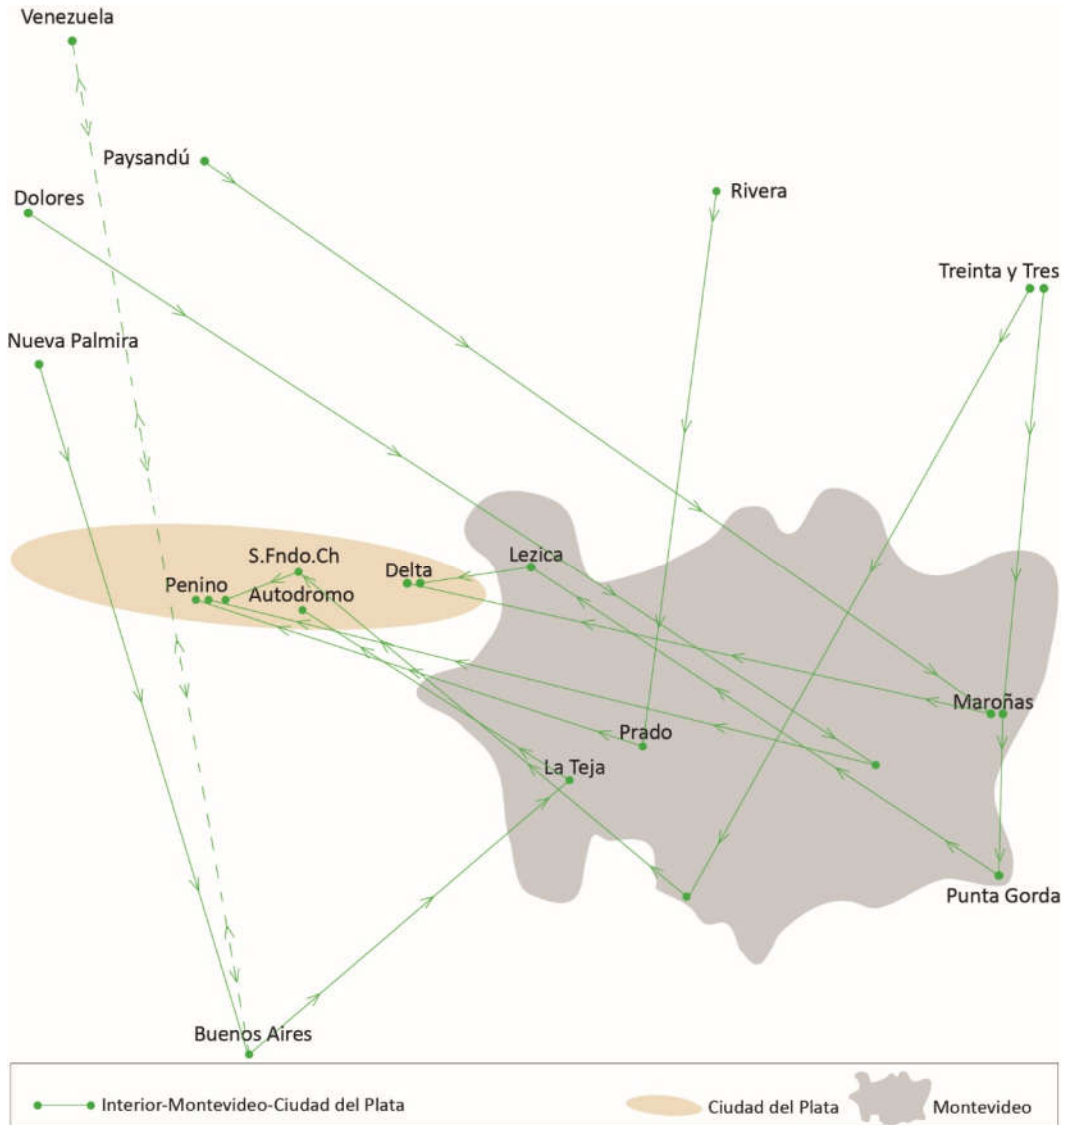 Venezuela
Paysandú
Dolores
Rivera
Treinta y Tres
Nueva Palmira
S.Fndo.Ch
Delta
Lezica
Penino
Autodromo
Maroñas
Prado
La Teja
Punta Gorda
Buenos Aires
Interior-Montevideo-Ciudad del Plata
Ciudad del Plata
Montevideo